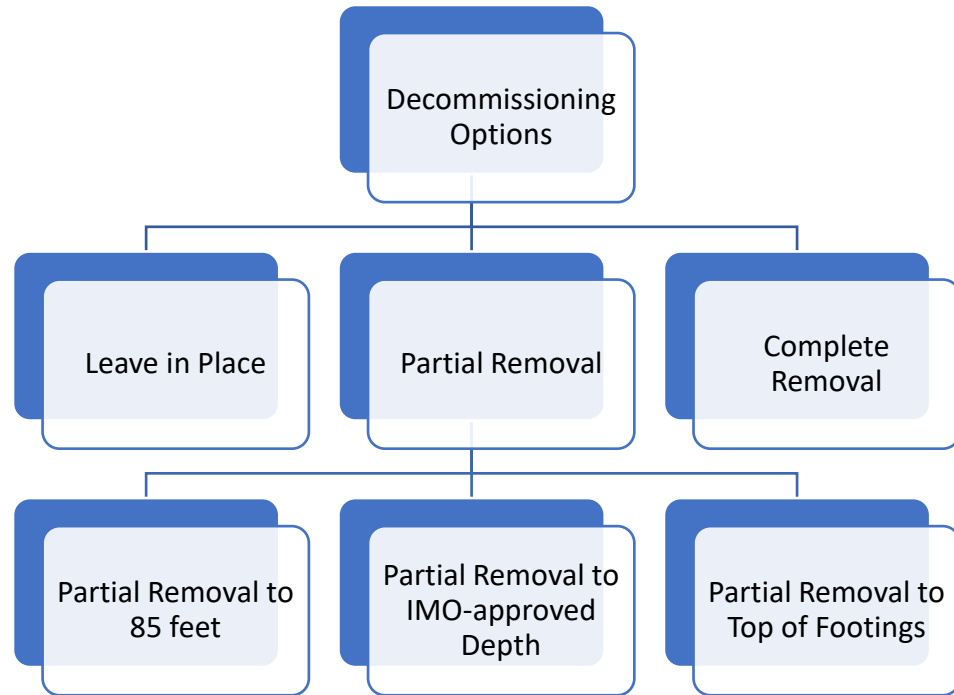 Decommissioning
Options
Leave in Place
Partial Removal
Complete
Removal
Partial Removal to
85 feet
Partial Removal to
IMO-approved
Depth
Partial Removal to
Top of Footings